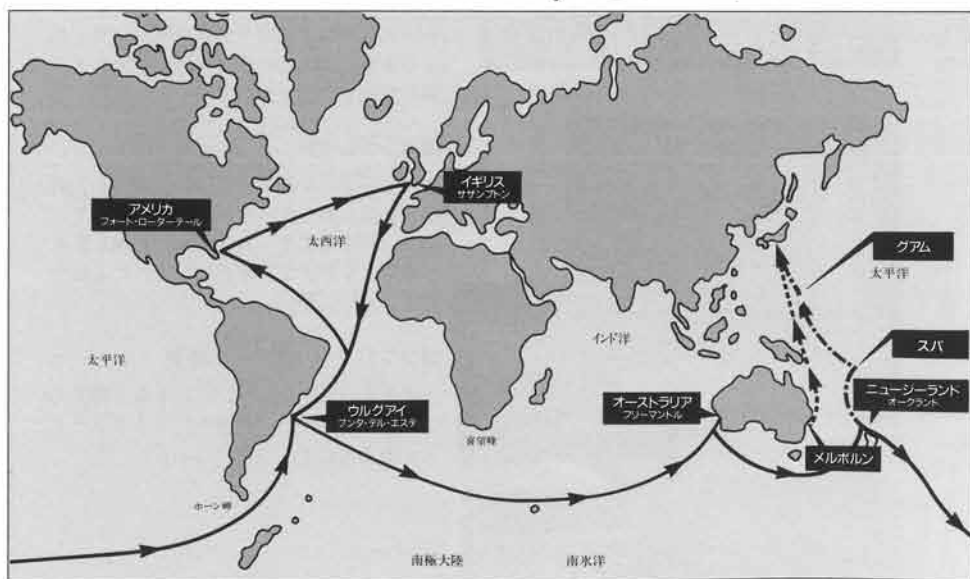 イギリス
ササンプトン
アメリカ
フォート・ローダーデール
太西洋
グアム
太平洋
インド洋
スバ
太平洋
ニュージーランド
オークランド
オーストラリア
フリーマントル
ウルグアイ
プンタ・デル・エステ
喜望峰
メルボルン
ホーン岬
南極大陸
南氷洋